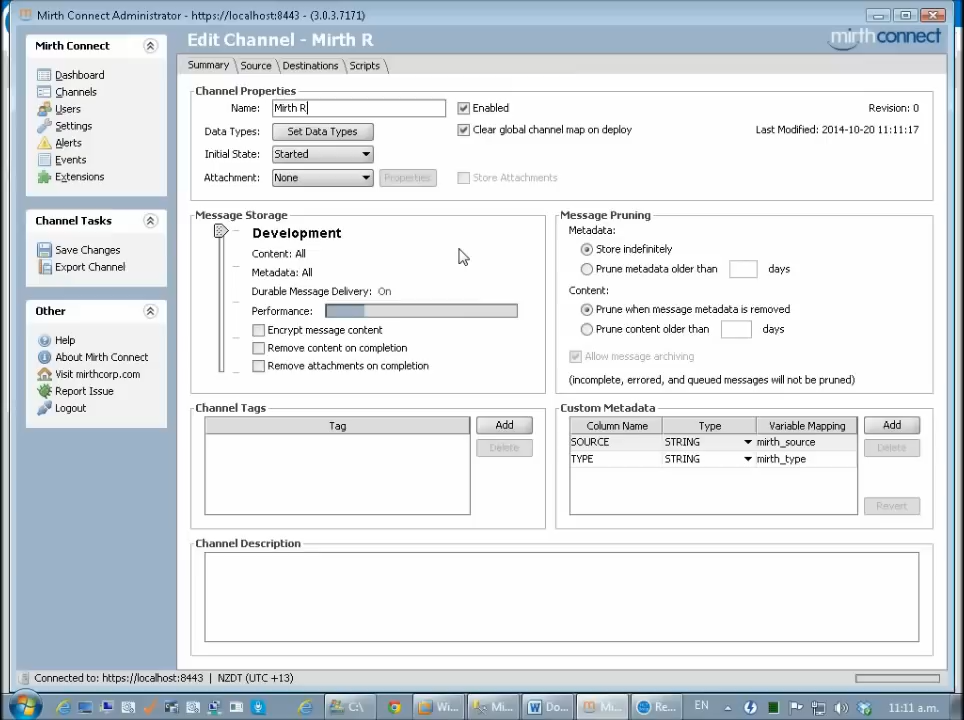 Mirth Connect Administrator - https://localhost:8443 - (3.0.3.7171)
Mirth Connect
Dashboard
Channels
Users
Settings
Alerts
Events
Extensions
Channel Tasks
Save Changes
Export Channel
Other
Help
About Mirth Connect
Visit mirthcorp.com
Report Issue
Logout
Edit Channel - Mirth R
mirthconnect
Summary Source Destinations Scripts
Channel Properties
Name: Mirth R Enabled Revision: 0
Data Types: Set Data Types Clear global channel map on deploy Last Modified: 2014-10-20 11:11:17
Initial State: Started
Attachment: None Properties Store Attachments
Message Storage
Development
Content: All
Metadata: All
Durable Message Delivery: On
Performance:
Encrypt message content
Remove content on completion
Remove attachments on completion
Message Pruning
Metadata:
Store indefinitely
Prune metadata older than days
Content:
Prune when message metadata is removed
Prune content older than days
Allow message archiving
(incomplete, errored, and queued messages will not be pruned)
Channel Tags
Tag
Add
Delete
Custom Metadata
Column Name Type Variable Mapping
SOURCE STRING mirth_source
TYPE STRING mirth_type
Add
Delete
Revert
Channel Description
Connected to: https://localhost:8443 | NZDT (UTC +13)
C:\ Wi... Mi... Do... Mi... Re... EN 11:11 a.m.